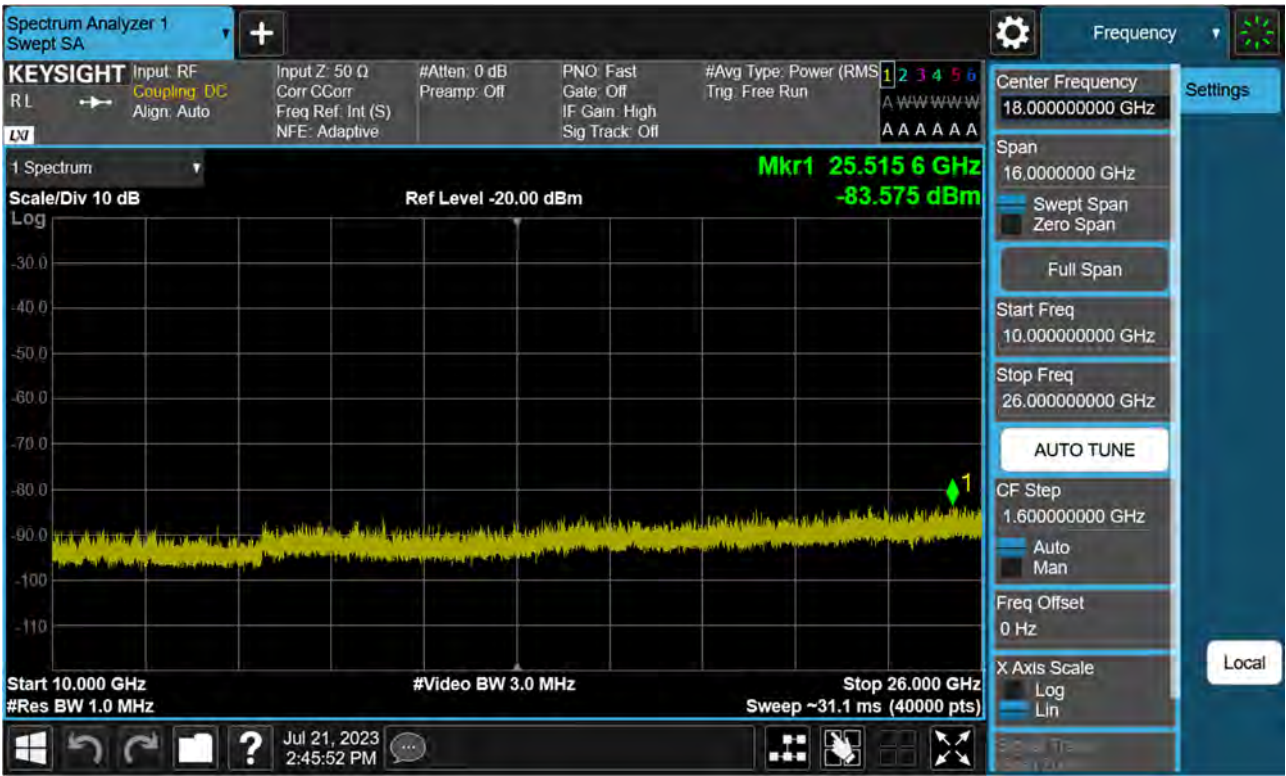 Spectrum Analyzer 1
Swept SA
+
Frequency
KEYSIGHT
R L
LXI
Input: RF
Coupling: DC
Align: Auto
Input Z: 50 Ω
Corr CCorr
Freq Ref: Int (S)
NFE: Adaptive
#Atten: 0 dB
Preamp: Off
PNO: Fast
Gate: Off
IF Gain: High
Sig Track: Off
#Avg Type: Power (RMS
Trig: Free Run
1 2 3 4 5 6
A W W W W W
A A A A A A
1 Spectrum
Scale/Div 10 dB
Log
Ref Level -20.00 dBm
Mkr1 25.515 6 GHz
-83.575 dBm
-30.0
-40.0
-50.0
-60.0
-70.0
-80.0
-90.0
-100
-110
1
Start 10.000 GHz
#Res BW 1.0 MHz
#Video BW 3.0 MHz
Stop 26.000 GHz
Sweep ~31.1 ms (40000 pts)
?
Jul 21, 2023
2:45:52 PM
Center Frequency
18.000000000 GHz
Span
16.0000000 GHz
Swept Span
Zero Span
Full Span
Start Freq
10.000000000 GHz
Stop Freq
26.000000000 GHz
AUTO TUNE
CF Step
1.600000000 GHz
Auto
Man
Freq Offset
0 Hz
X Axis Scale
Log
Lin
Settings
Local